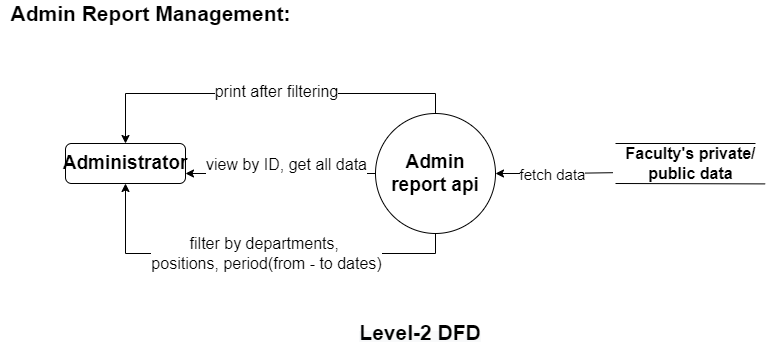 Admin Report Management:
print after filtering
Administrator
view by ID, get all data
Admin
report api
fetch data
Faculty's private/
public data
filter by departments,
positions, period(from - to dates)
Level-2 DFD